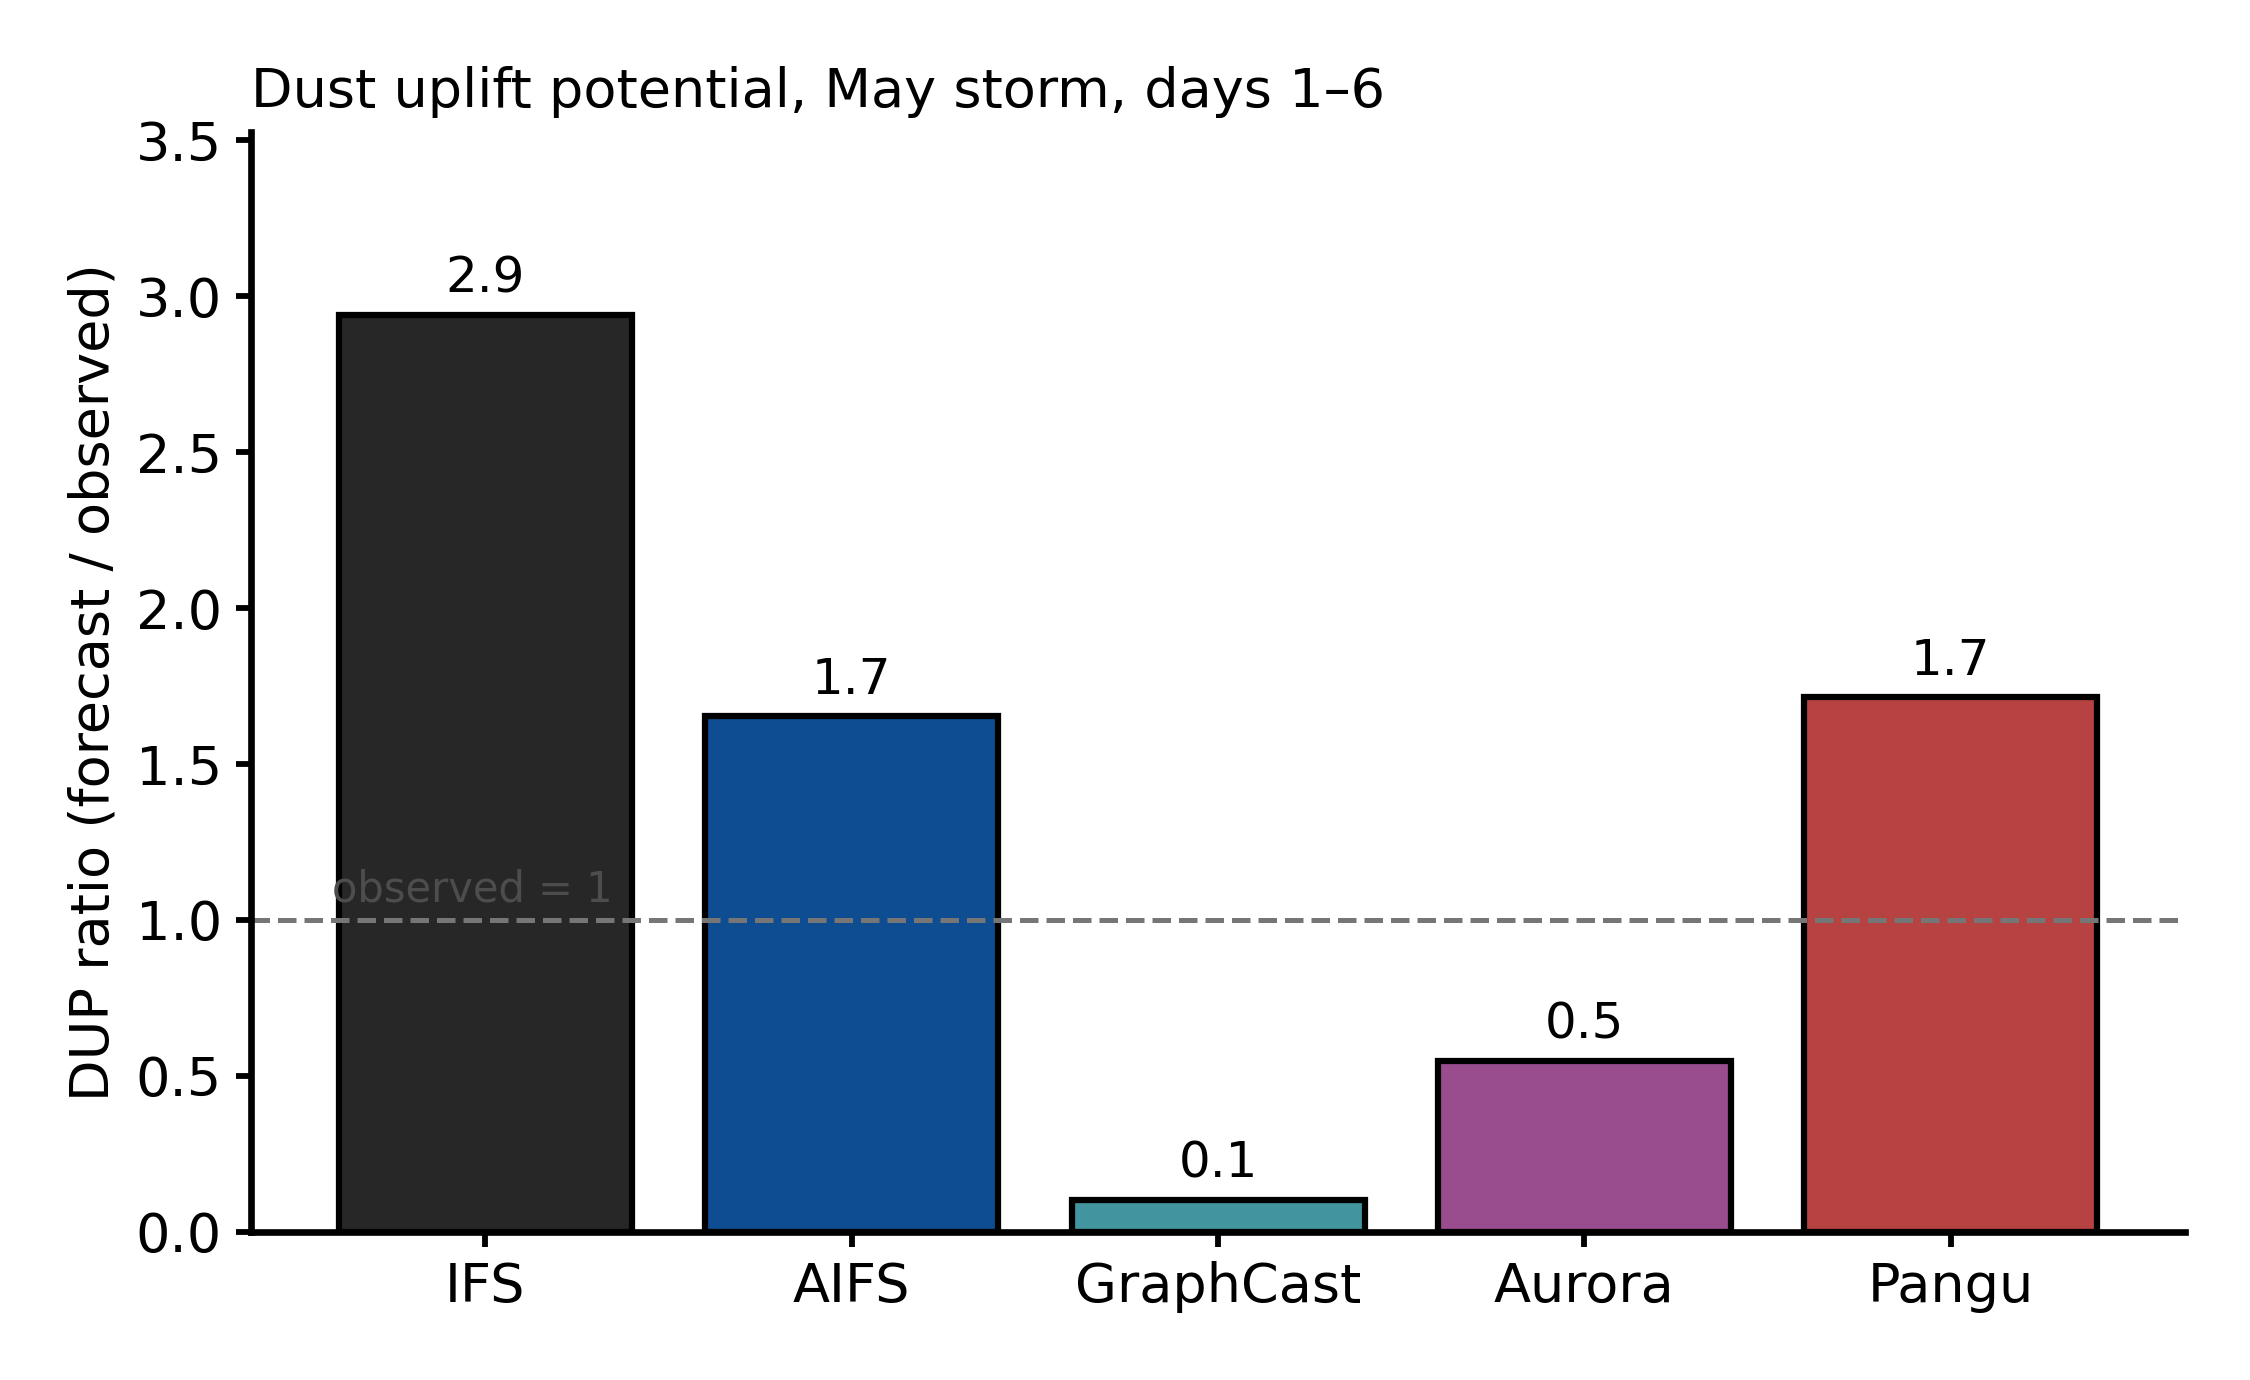 Dust uplift potential, May storm, days 1–6
DUP ratio (forecast / observed)
3.5
3.0
2.5
2.0
1.5
1.0
0.5
0.0
2.9
1.7
0.1
0.5
1.7
observed = 1
IFS
AIFS
GraphCast
Aurora
Pangu